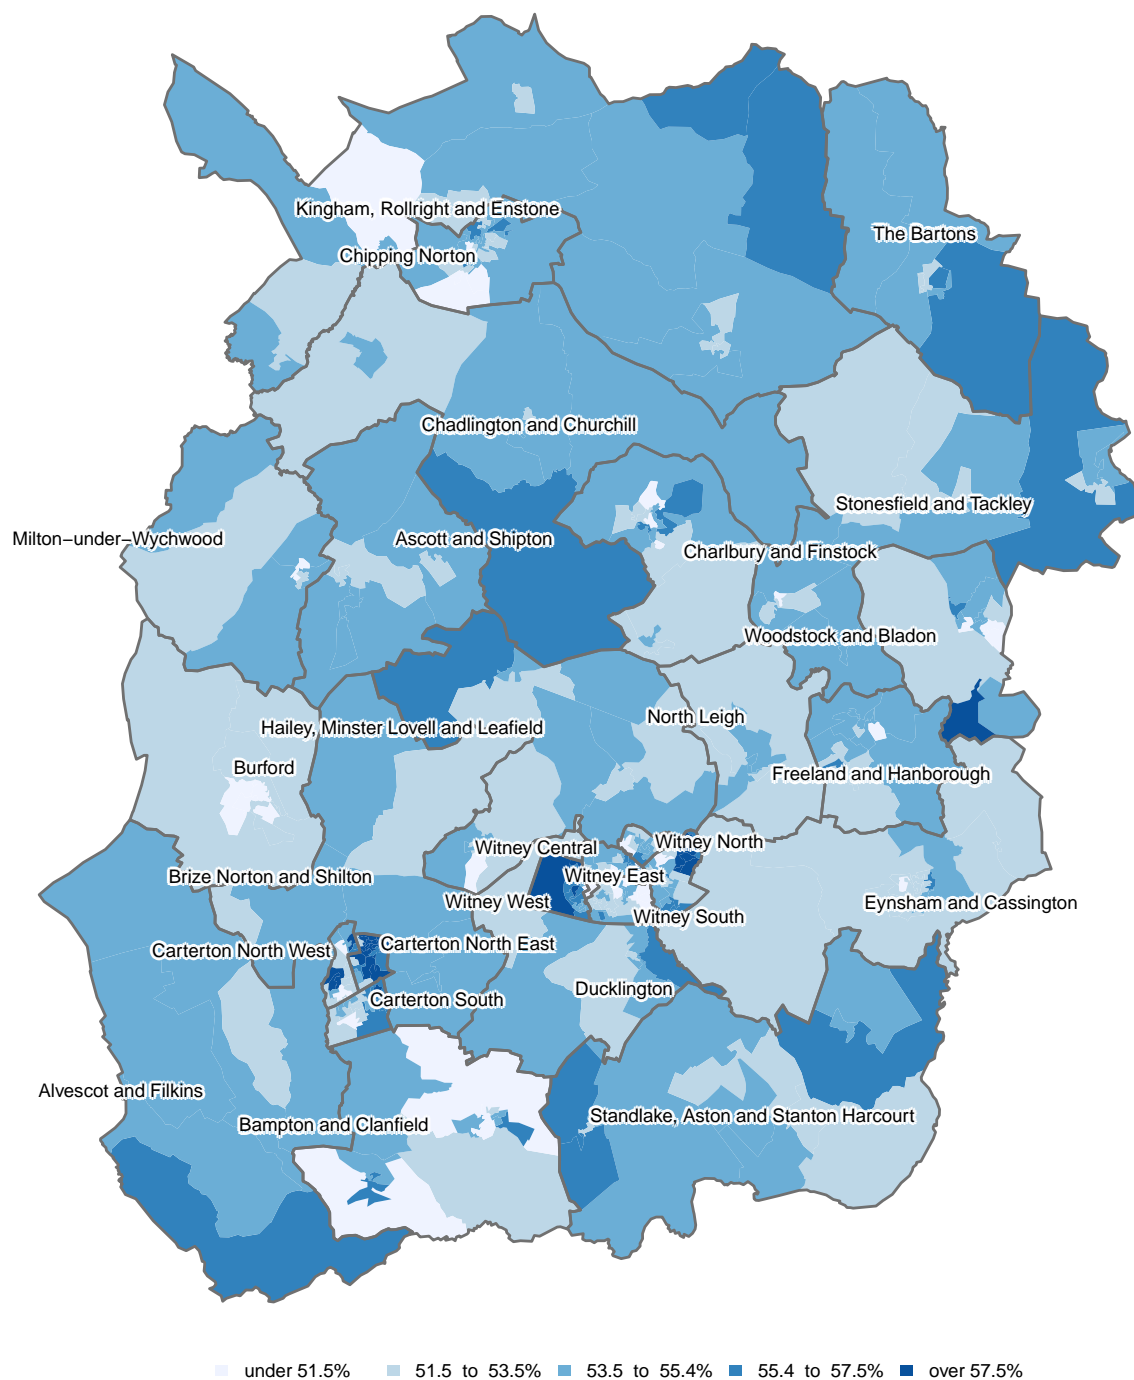 Kingham, Rollright and Enstone
The Bartons
Chipping Norton
Chadlington and Churchill
Stonesfield and Tackley
Milton−under−Wychwood
Ascott and Shipton
Charlbury and Finstock
Woodstock and Bladon
North Leigh
Hailey, Minster Lovell and Leafield
Burford
Freeland and Hanborough
Witney North
Witney Central
Brize Norton and Shilton
Witney East
Witney West
Eynsham and Cassington
Witney South
Carterton North East
Carterton North West
Ducklington
Carterton South
Alvescot and Filkins
Standlake, Aston and Stanton Harcourt
Bampton and Clanfield
under 51.5%
51.5 to 53.5%
53.5 to 55.4%
55.4 to 57.5%
over 57.5%